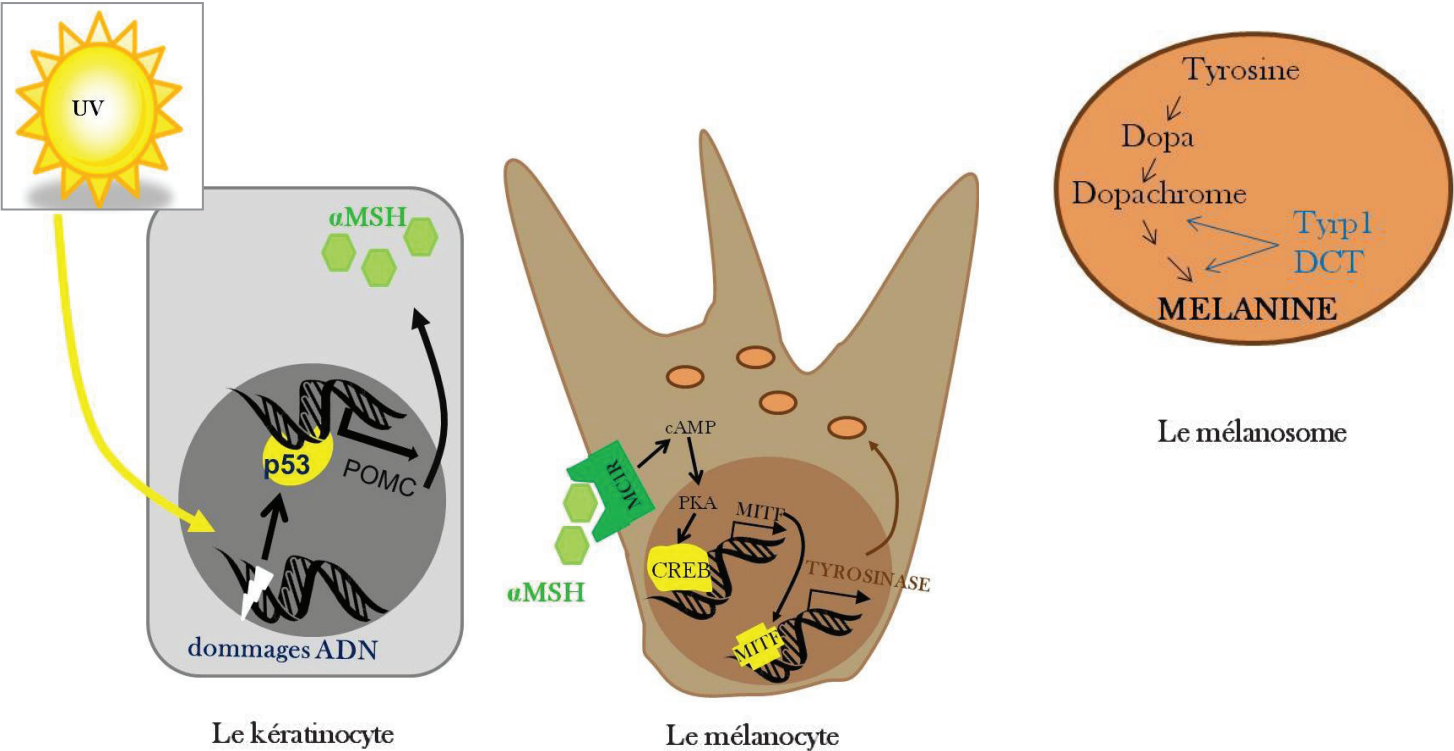 UV
αMSH
p53
POMC
dommages ADN
Le kératinocyte
cAMP
MC1R
PKA
MITF
CREB
αMSH
TYROSINASE
MITF
Le mélanocyte
Tyrosine
Dopa
Dopachrome
Tyrp1
DCT
MELANINE
Le mélanosome